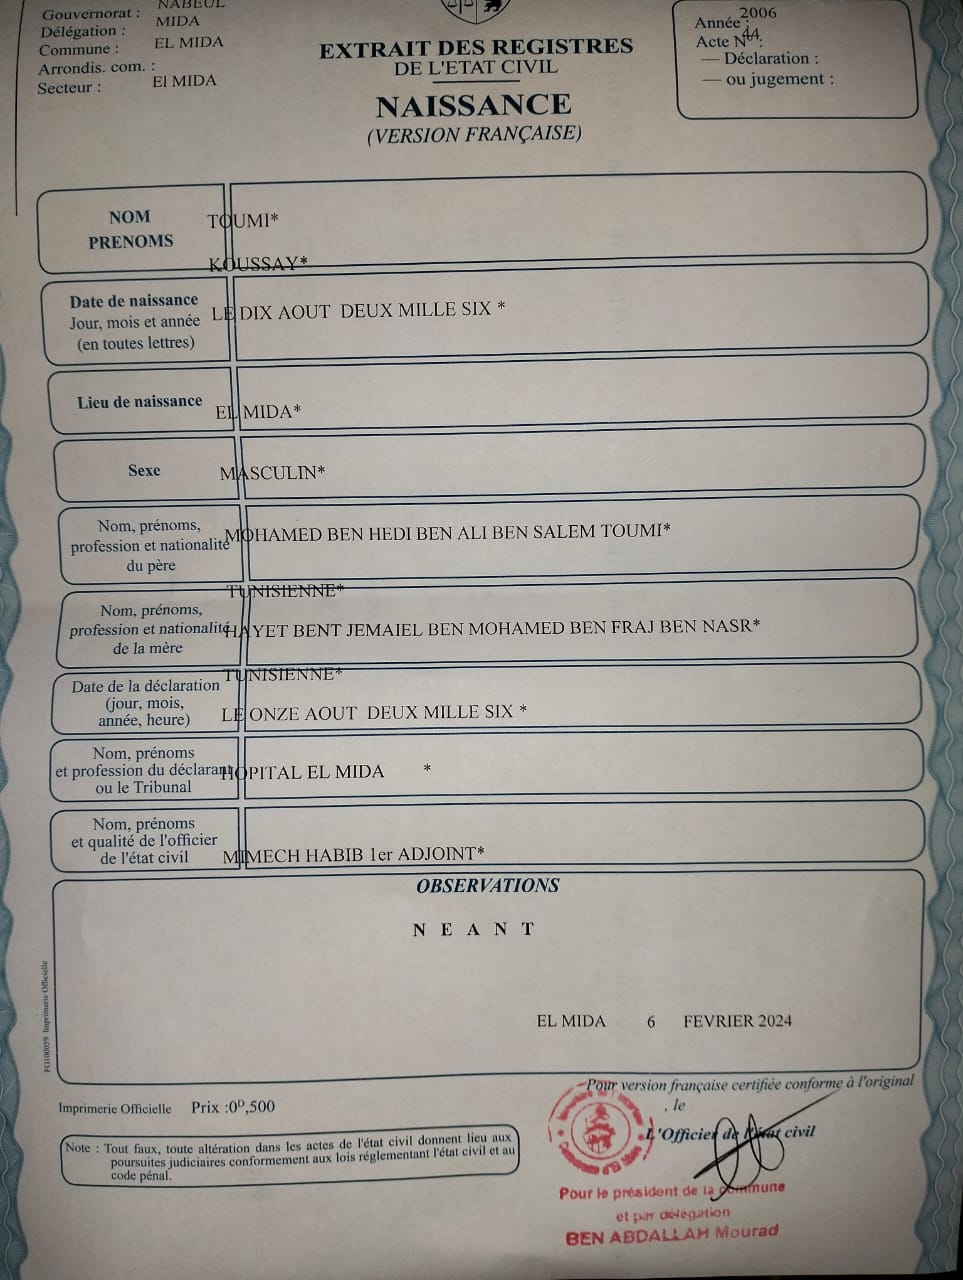 Gouvernorat : NABEUL
Délégation : MIDA
Commune : EL MIDA
Arrondis. com. :
Secteur : El MIDA
EXTRAIT DES REGISTRES
DE L'ETAT CIVIL
NAISSANCE
(VERSION FRANÇAISE)
Année : 2006
Acte N° : 44
— Déclaration :
— ou jugement :
NOM
PRENOMS
TOUMI*
KOUSSAY*
Date de naissance
Jour, mois et année
(en toutes lettres)
LE DIX AOUT DEUX MILLE SIX *
Lieu de naissance
EL MIDA*
Sexe
MASCULIN*
Nom, prénoms,
profession et nationalité
du père
MOHAMED BEN HEDI BEN ALI BEN SALEM TOUMI*
TUNISIENNE*
Nom, prénoms,
profession et nationalité
de la mère
HAYET BENT JEMAIEL BEN MOHAMED BEN FRAJ BEN NASR*
TUNISIENNE*
Date de la déclaration
(jour, mois,
année, heure)
LE ONZE AOUT DEUX MILLE SIX *
Nom, prénoms
et profession du déclarant
ou le Tribunal
HOPITAL EL MIDA *
Nom, prénoms
et qualité de l'officier
de l'état civil
MIMECH HABIB 1er ADJOINT*
OBSERVATIONS
N E A N T
EL MIDA 6 FEVRIER 2024
FG100059 Imprimerie Officielle
Pour version française certifiée conforme à l'original
, le
Imprimerie Officielle Prix :0ᴰ,500
L'Officier de l'état civil
Note : Tout faux, toute altération dans les actes de l'état civil donnent lieu aux
poursuites judiciaires conformement aux lois réglementant l'état civil et au
code pénal.
Pour le président de la commune
et par délégation
BEN ABDALLAH Mourad